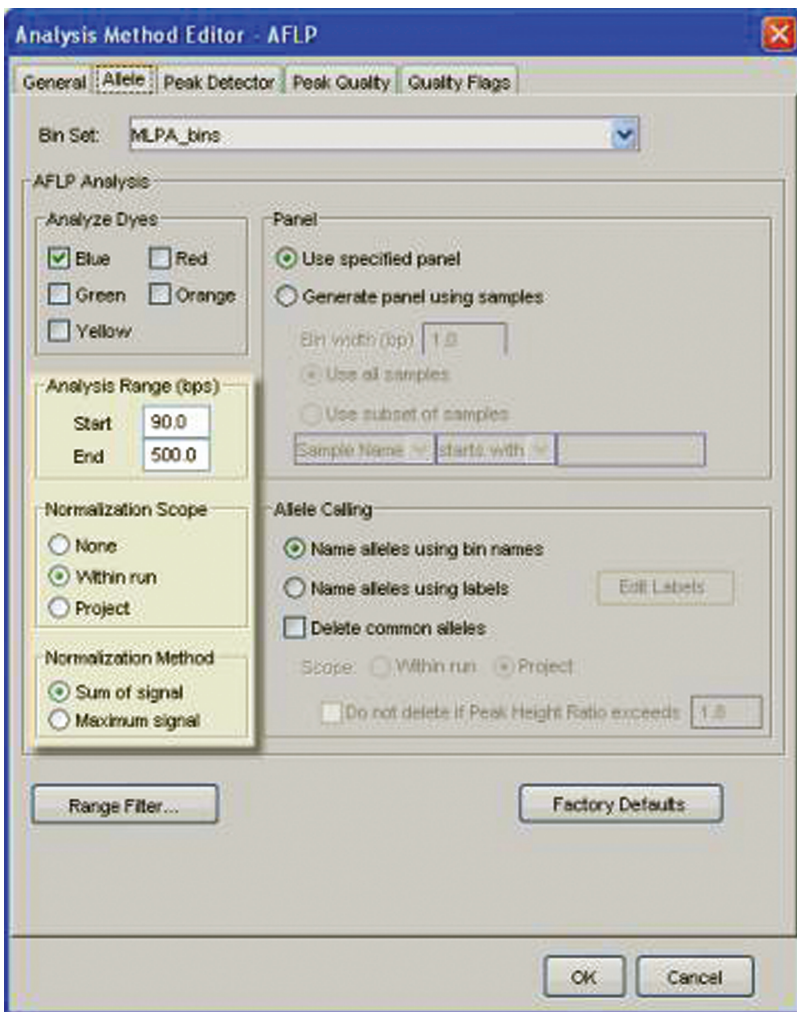 Analysis Method Editor - AFLP
General Allele Peak Detector Peak Quality Quality Flags
Bin Set: MLPA_bins
AFLP Analysis
Analyze Dyes
Blue Red
Green Orange
Yellow
Panel
Use specified panel
Generate panel using samples
Bin width (bp) 1.0
Use all samples
Use subset of samples
Sample Name starts with
Analysis Range (bps)
Start 90.0
End 500.0
Normalization Scope
None
Within run
Project
Normalization Method
Sum of signal
Maximum signal
Allele Calling
Name alleles using bin names
Name alleles using labels Edit Labels
Delete common alleles
Scope: Within run Project
Do not delete if Peak Height Ratio exceeds 1.8
Range Filter... Factory Defaults
OK Cancel